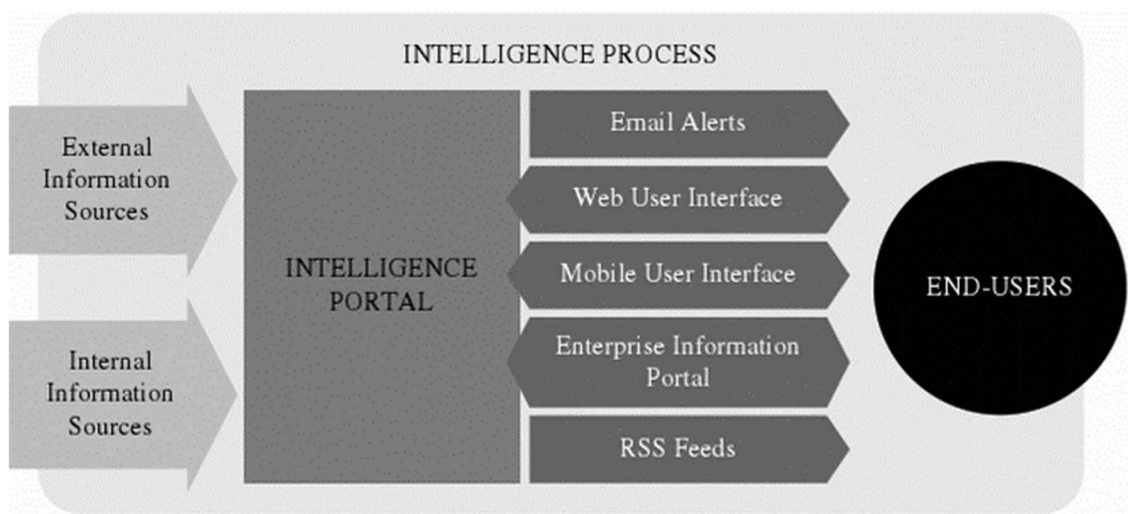 INTELLIGENCE PROCESS
External
Information
Sources
Internal
Information
Sources
INTELLIGENCE
PORTAL
Email Alerts
Web User Interface
Mobile User Interface
Enterprise Information
Portal
RSS Feeds
END-USERS